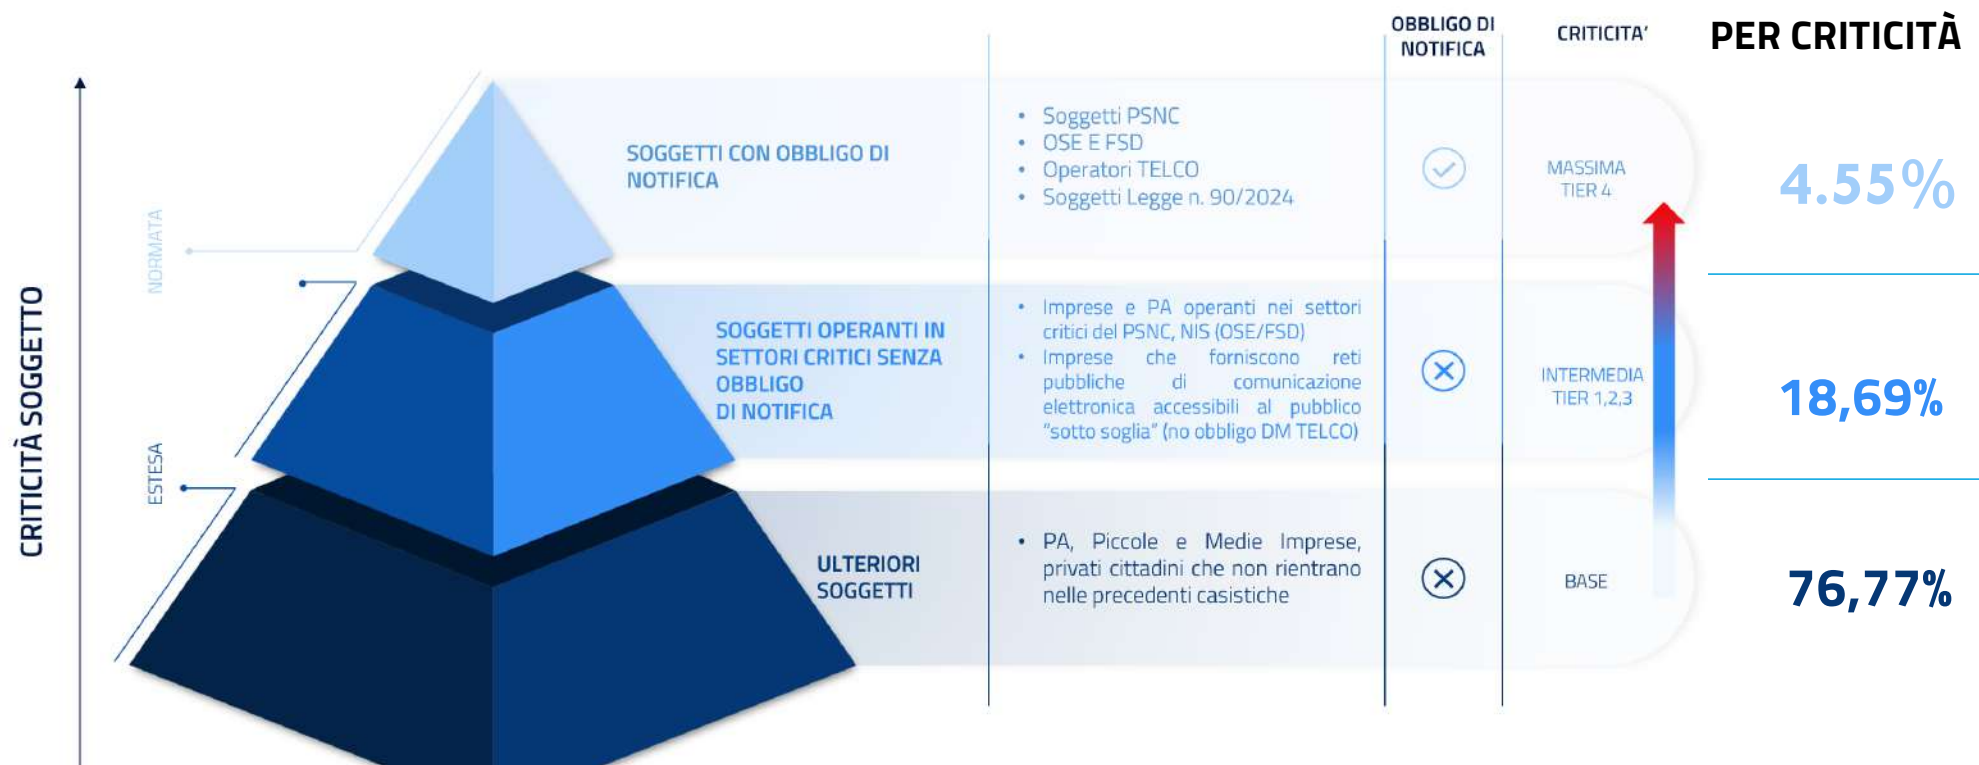 OBBLIGO DI
NOTIFICA
CRITICITA’
PER CRITICITÀ
CRITICITÀ SOGGETTO
NORMATA
SOGGETTI CON OBBLIGO DI
NOTIFICA
• Soggetti PSNC
• OSE E FSD
• Operatori TELCO
• Soggetti Legge n. 90/2024
MASSIMA
TIER 4
4.55%
SOGGETTI OPERANTI IN
SETTORI CRITICI SENZA
OBBLIGO
DI NOTIFICA
• Imprese e PA operanti nei settori
critici del PSNC, NIS (OSE/FSD)
• Imprese che forniscono reti
pubbliche di comunicazione
elettronica accessibili al pubblico
“sotto soglia” (no obbligo DM TELCO)
INTERMEDIA
TIER 1,2,3
18,69%
ESTESA
ULTERIORI
SOGGETTI
• PA, Piccole e Medie Imprese,
privati cittadini che non rientrano
nelle precedenti casistiche
BASE
76,77%